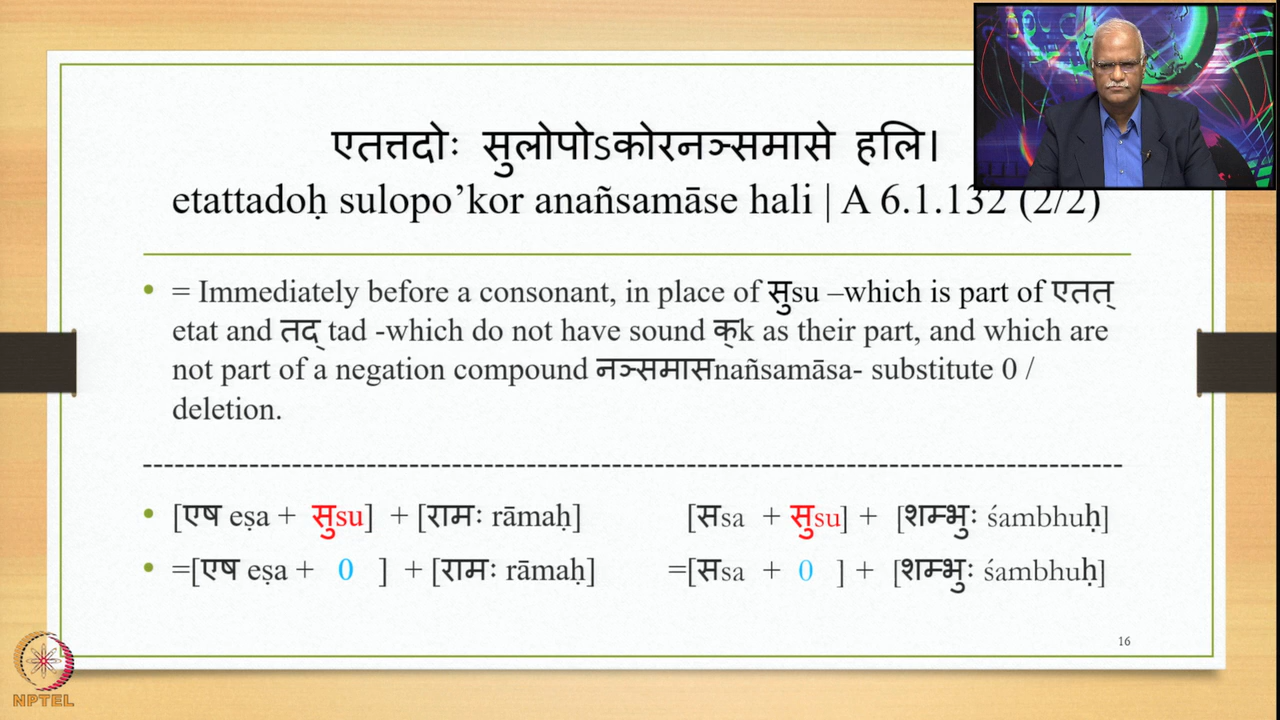 एतत्तदोः सुलोपोऽकोरनञ्समासे हलि।
etattadoḥ sulopo’kor anañsamāse hali | A 6.1.132 (2/2)
• = Immediately before a consonant, in place of सुsu –which is part of एतत्
etat and तद् tad -which do not have sound क्k as their part, and which are
not part of a negation compound नञ्समासnañsamāsa- substitute 0 /
deletion.
--------------------------------------------------------------------------------------------
• [एष eṣa + सुsu] + [रामः rāmaḥ] [सsa + सुsu] + [शम्भुः śambhuḥ]
• =[एष eṣa + 0 ] + [रामः rāmaḥ] =[सsa + 0 ] + [शम्भुः śambhuḥ]
16
NPTEL